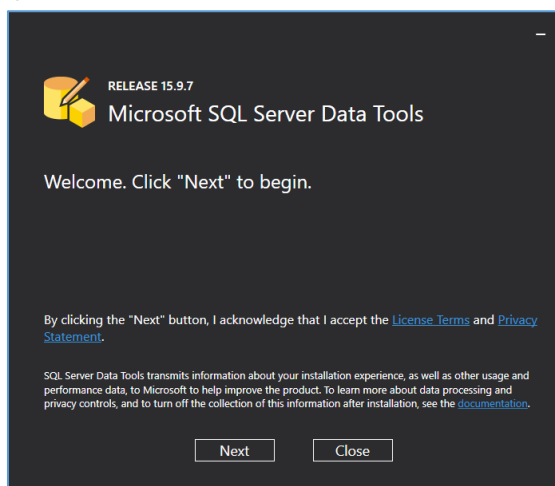 RELEASE 15.9.7
Microsoft SQL Server Data Tools
Welcome. Click "Next" to begin.
By clicking the "Next" button, I acknowledge that I accept the License Terms and Privacy
Statement.
SQL Server Data Tools transmits information about your installation experience, as well as other usage and
performance data, to Microsoft to help improve the product. To learn more about data processing and
privacy controls, and to turn off the collection of this information after installation, see the documentation.
Next Close